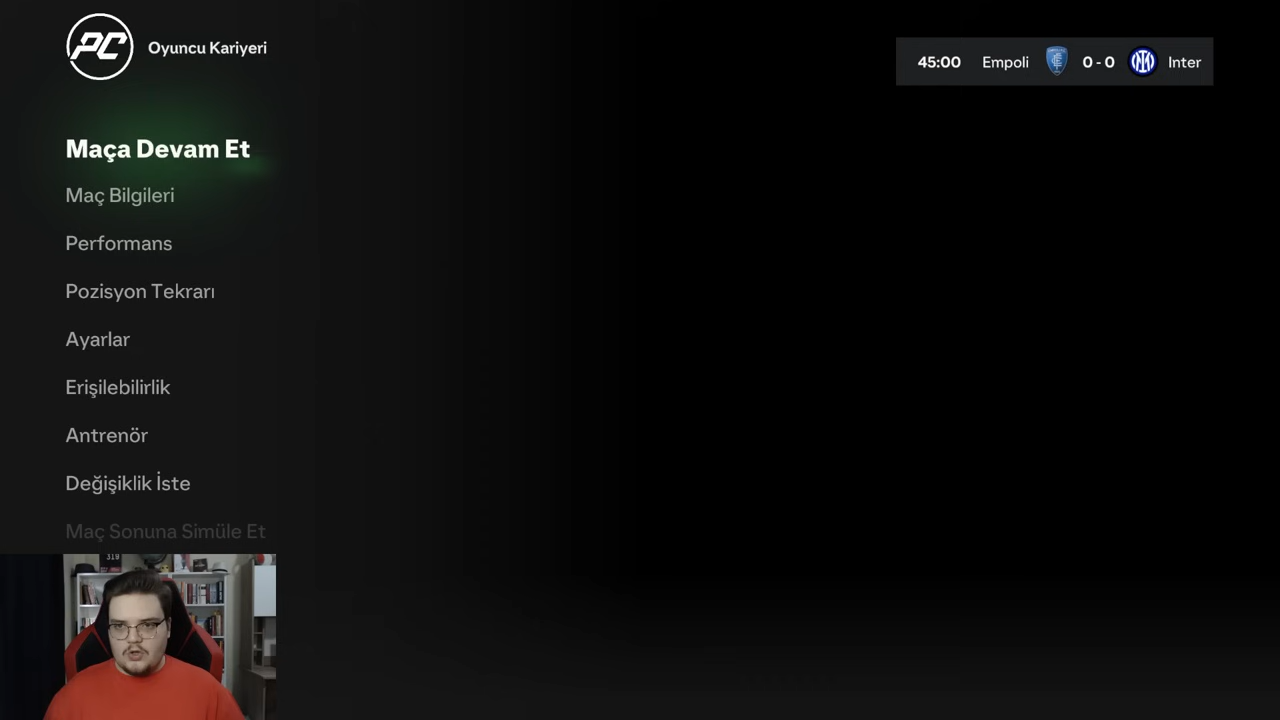 PC Oyuncu Kariyeri
45:00 Empoli 0 - 0 Inter
Maça Devam Et
Maç Bilgileri
Performans
Pozisyon Tekrarı
Ayarlar
Erişilebilirlik
Antrenör
Değişiklik İste
Maç Sonuna Simüle Et
319